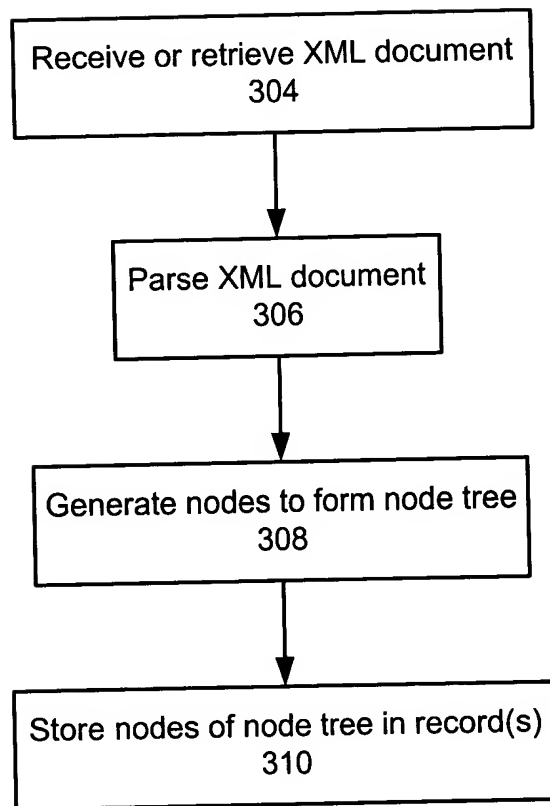 Receive or retrieve XML document
304
Parse XML document
306
Generate nodes to form node tree
308
Store nodes of node tree in record(s)
310